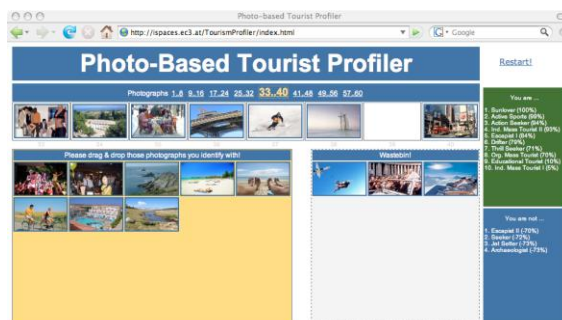 Photo-based Tourist Profiler
http://ispaces.ec3.at/TourismProfiler/index.html
Google
Photo-Based Tourist Profiler
Restart!
Photographs 1..8 9..16 17..24 25..32 33..40 41..48 49..56 57..60
Please drag & drop those photographs you identify with!
Wastebin!
You are ...
1. Sunlover (100%)
2. Active Sports (99%)
3. Action Seeker (94%)
4. Ind. Mass Tourist II (93%)
5. Escapist I (84%)
6. Drifter (79%)
7. Thrill Seeker (71%)
8. Org. Mass Tourist (70%)
9. Educational Tourist (10%)
10. Ind. Mass Tourist I (5%)
You are not ...
1. Escapist II (-70%)
2. Seeker (-73%)
3. Jet Setter (-73%)
4. Archaeologist (-73%)